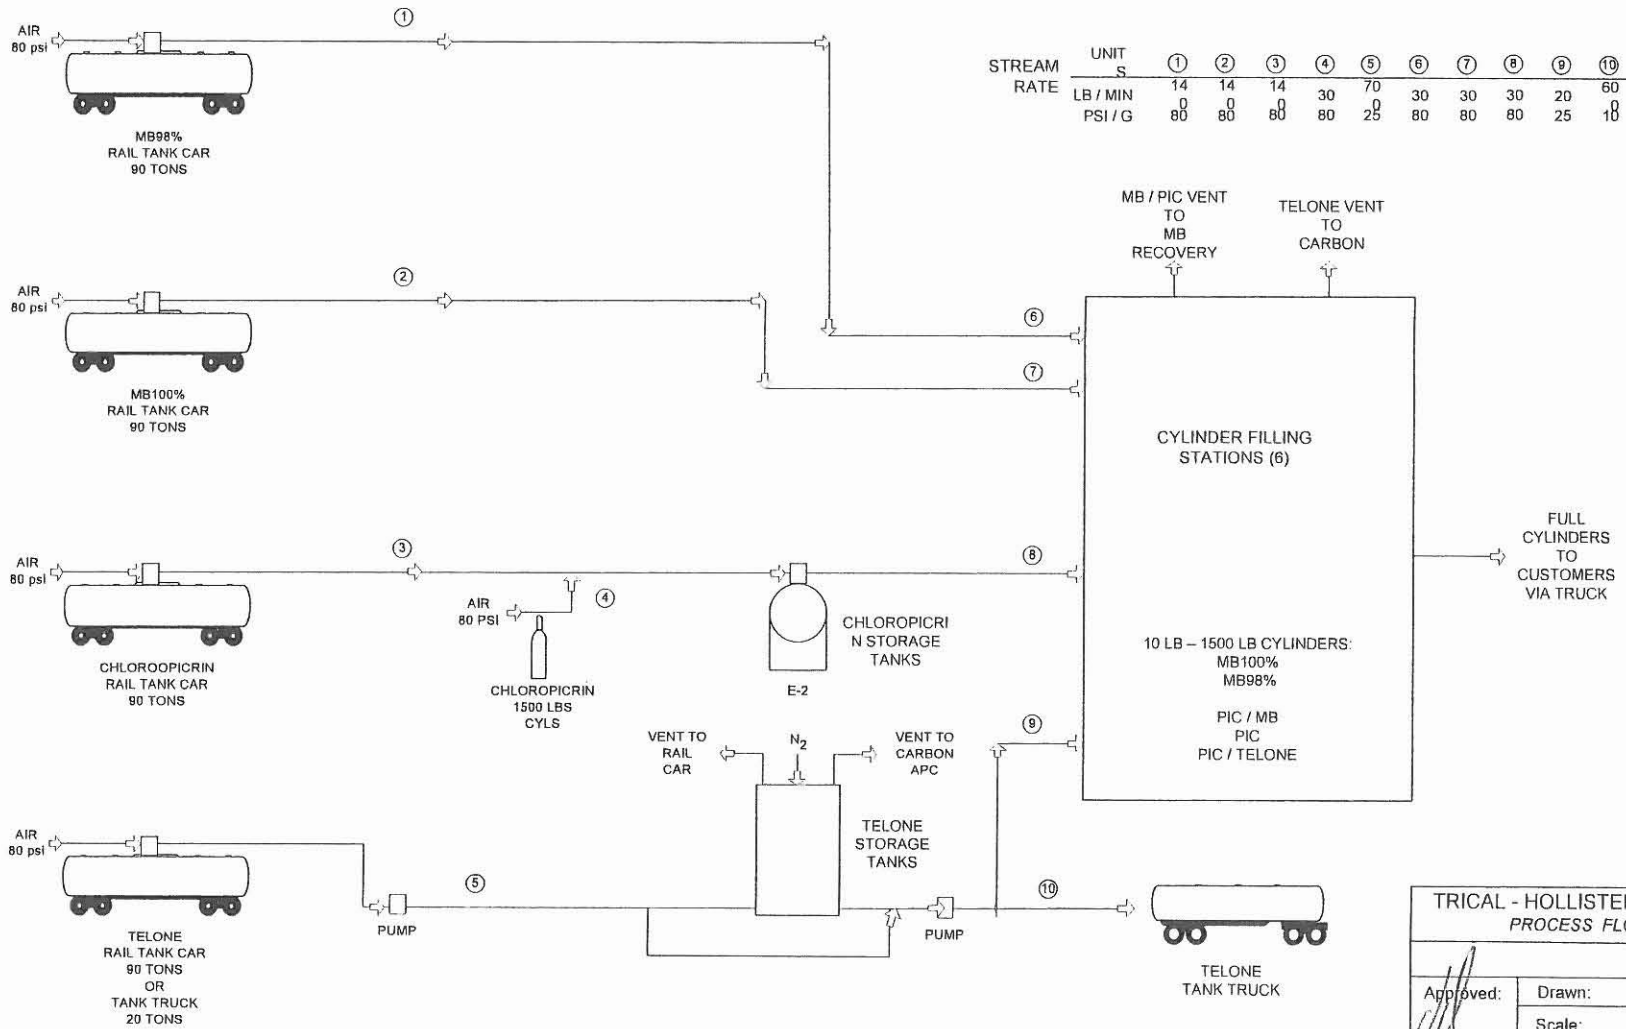 AIR
80 psi
①
MB98%
RAIL TANK CAR
90 TONS
UNIT
S
STREAM
RATE
① ② ③ ④ ⑤ ⑥ ⑦ ⑧ ⑨ ⑩
LB / MIN
14 14 14 30 70 30 30 30 20 60
0 0 0 0 0
PSI / G 80 80 80 80 25 80 80 80 25 10
MB / PIC VENT
TO
MB
RECOVERY
TELONE VENT
TO
CARBON
AIR
80 psi
②
MB100%
RAIL TANK CAR
90 TONS
⑥
⑦
CYLINDER FILLING
STATIONS (6)
FULL
CYLINDERS
TO
CUSTOMERS
VIA TRUCK
AIR
80 psi
③
CHLOROOPICRIN
RAIL TANK CAR
90 TONS
AIR
80 PSI
④
CHLOROPICRIN
1500 LBS
CYLS
CHLOROPICRI
N STORAGE
TANKS
E-2
⑧
10 LB – 1500 LB CYLINDERS:
MB100%
MB98%
PIC / MB
PIC
PIC / TELONE
VENT TO
RAIL
CAR
N2
VENT TO
CARBON
APC
⑨
AIR
80 psi
TELONE
RAIL TANK CAR
90 TONS
OR
TANK TRUCK
20 TONS
⑤
PUMP
TELONE
STORAGE
TANKS
PUMP
⑩
TELONE
TANK TRUCK
TRICAL - HOLLISTE
PROCESS FLO
Approved:
Drawn:
Scale: